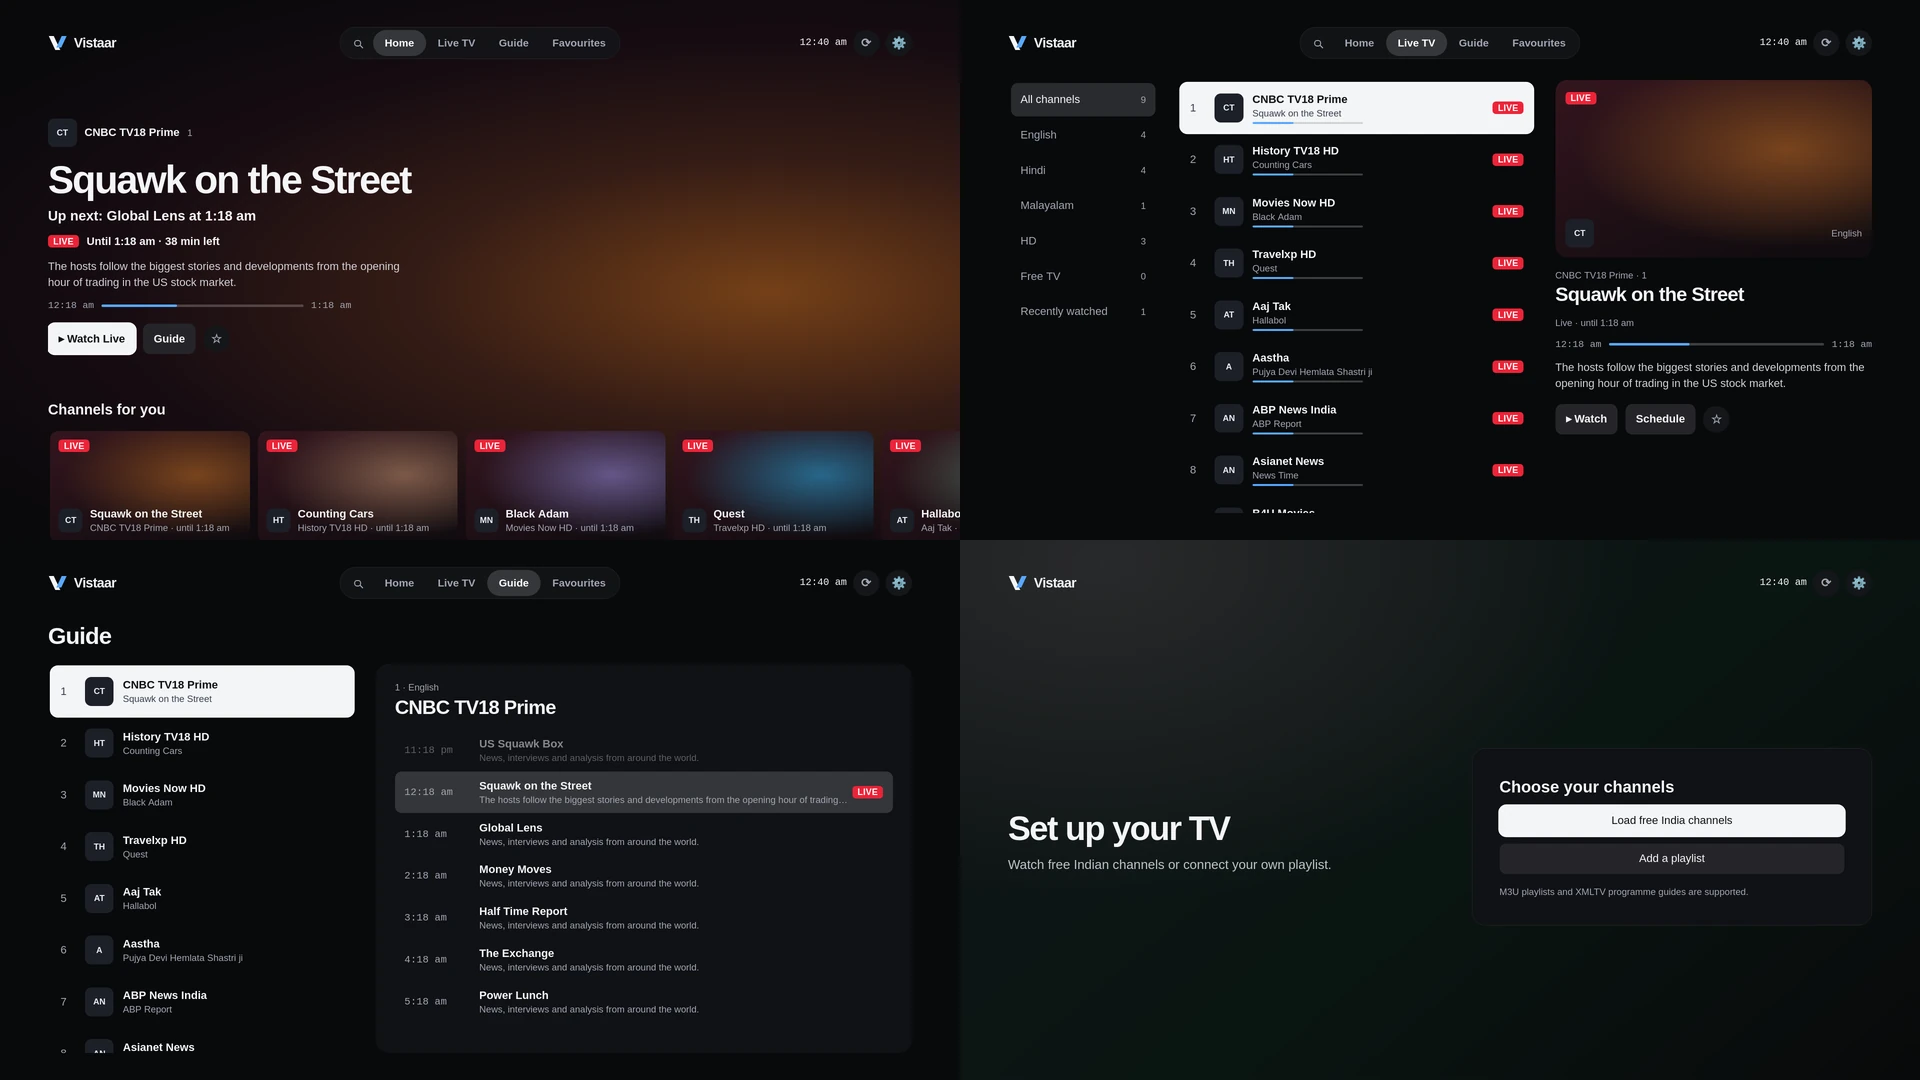 Vistaar
Home
Live TV
Guide
Favourites
12:40 am
CT
CNBC TV18 Prime 1
Squawk on the Street
Up next: Global Lens at 1:18 am
LIVE Until 1:18 am · 38 min left
The hosts follow the biggest stories and developments from the opening
hour of trading in the US stock market.
12:18 am 1:18 am
▸ Watch Live
Guide
Channels for you
LIVE
CT
Squawk on the Street
CNBC TV18 Prime · until 1:18 am
LIVE
HT
Counting Cars
History TV18 HD · until 1:18 am
LIVE
MN
Black Adam
Movies Now HD · until 1:18 am
LIVE
TH
Quest
Travelxp HD · until 1:18 am
LIVE
AT
Hallabo
Aaj Tak ·
Vistaar
Home
Live TV
Guide
Favourites
12:40 am
All channels 9
English 4
Hindi 4
Malayalam 1
HD 3
Free TV 0
Recently watched 1
1 CT CNBC TV18 Prime LIVE
Squawk on the Street
2 HT History TV18 HD LIVE
Counting Cars
3 MN Movies Now HD LIVE
Black Adam
4 TH Travelxp HD LIVE
Quest
5 AT Aaj Tak LIVE
Hallabol
6 A Aastha LIVE
Pujya Devi Hemlata Shastri ji
7 AN ABP News India LIVE
ABP Report
8 AN Asianet News LIVE
News Time
B4U Movies
LIVE
CT
English
CNBC TV18 Prime · 1
Squawk on the Street
Live · until 1:18 am
12:18 am 1:18 am
The hosts follow the biggest stories and developments from the
opening hour of trading in the US stock market.
▸ Watch
Schedule
Vistaar
Home
Live TV
Guide
Favourites
12:40 am
Guide
1 CT CNBC TV18 Prime
Squawk on the Street
2 HT History TV18 HD
Counting Cars
3 MN Movies Now HD
Black Adam
4 TH Travelxp HD
Quest
5 AT Aaj Tak
Hallabol
6 A Aastha
Pujya Devi Hemlata Shastri ji
7 AN ABP News India
ABP Report
8 AN Asianet News
1 · English
CNBC TV18 Prime
11:18 pm US Squawk Box
News, interviews and analysis from around the world.
12:18 am Squawk on the Street
The hosts follow the biggest stories and developments from the opening hour of trading… LIVE
1:18 am Global Lens
News, interviews and analysis from around the world.
2:18 am Money Moves
News, interviews and analysis from around the world.
3:18 am Half Time Report
News, interviews and analysis from around the world.
4:18 am The Exchange
News, interviews and analysis from around the world.
5:18 am Power Lunch
News, interviews and analysis from around the world.
Vistaar
12:40 am
Set up your TV
Watch free Indian channels or connect your own playlist.
Choose your channels
Load free India channels
Add a playlist
M3U playlists and XMLTV programme guides are supported.